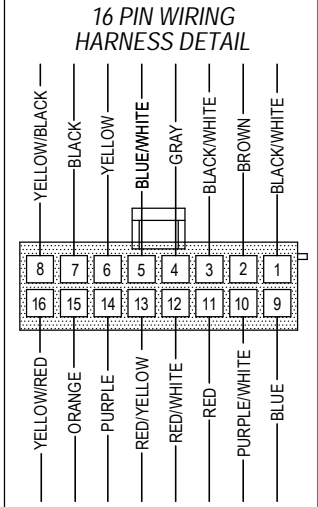 16 PIN WIRING
HARNESS DETAIL
YELLOW/BLACK
BLACK
YELLOW
BLUE/WHITE
GRAY
BLACK/WHITE
BROWN
BLACK/WHITE
8 7 6 5 4 3 2 1
16 15 14 13 12 11 10 9
YELLOW/RED
ORANGE
PURPLE
RED/YELLOW
RED/WHITE
RED
PURPLE/WHITE
BLUE